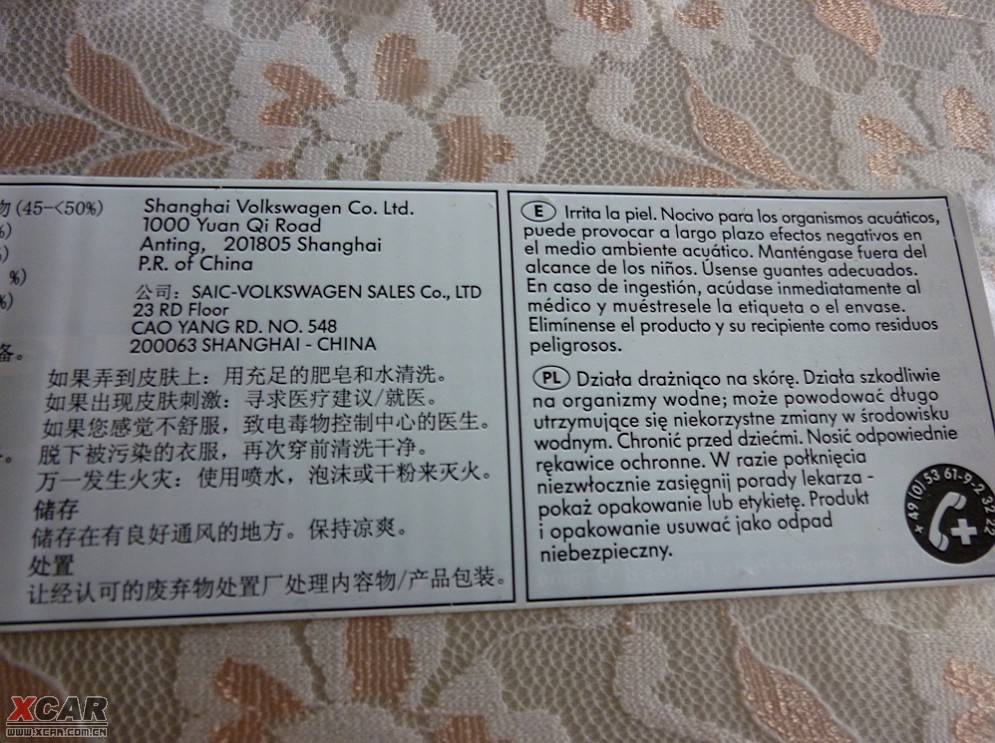 物 (45-<50%)
%)
%)
%)
%)
备。
Shanghai Volkswagen Co. Ltd.
1000 Yuan Qi Road
Anting, 201805 Shanghai
P.R. of China
公司：SAIC-VOLKSWAGEN SALES Co., LTD
23 RD Floor
CAO YANG RD. NO. 548
200063 SHANGHAI - CHINA
如果弄到皮肤上：用充足的肥皂和水清洗。
如果出现皮肤刺激：寻求医疗建议/就医。
如果您感觉不舒服，致电毒物控制中心的医生。
脱下被污染的衣服，再次穿前清洗干净。
万一发生火灾：使用喷水，泡沫或干粉来灭火。
储存
储存在有良好通风的地方。保持凉爽。
处置
让经认可的废弃物处置厂处理内容物/产品包装。
E Irrita la piel. Nocivo para los organismos acuáticos,
puede provocar a largo plazo efectos negativos en
el medio ambiente acuático. Manténgase fuera del
alcance de los niños. Úsense guantes adecuados.
En caso de ingestión, acúdase inmediatamente al
médico y muéstresele la etiqueta o el envase.
Elimínense el producto y su recipiente como residuos
peligrosos.
PL Działa drażniąco na skórę. Działa szkodliwie
na organizmy wodne; może powodować długo
utrzymujące się niekorzystne zmiany w środowisku
wodnym. Chronić przed dziećmi. Nosić odpowiednie
rękawice ochronne. W razie połknięcia
niezwłocznie zasięgnij porady lekarza -
pokaż opakowanie lub etykietę. Produkt
i opakowanie usuwać jako odpad
niebezpieczny.
+49(0)53 61-9-2 32 22
XCAR
WWW.XCAR.COM.CN